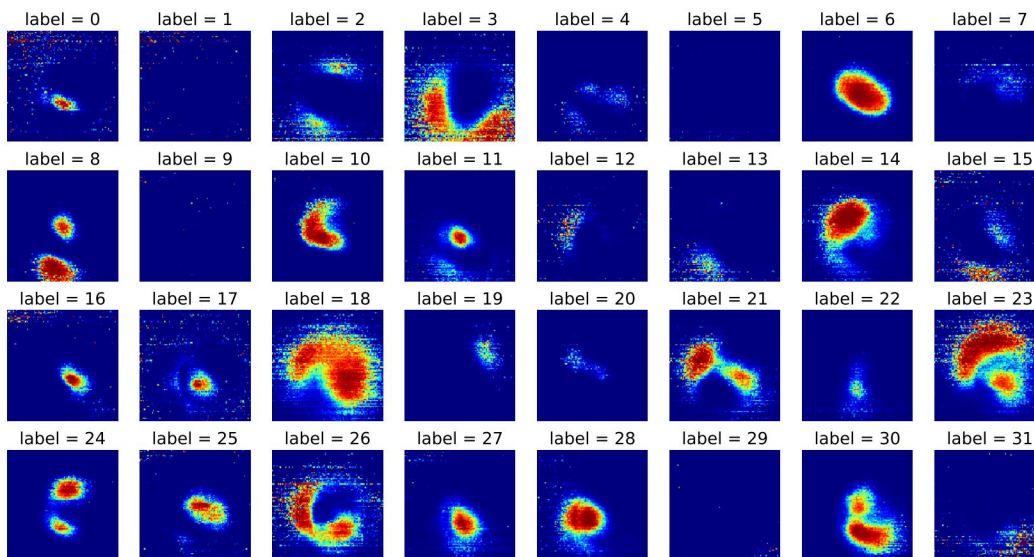 label = 0 label = 1 label = 2 label = 3 label = 4 label = 5 label = 6 label = 7
label = 8 label = 9 label = 10 label = 11 label = 12 label = 13 label = 14 label = 15
label = 16 label = 17 label = 18 label = 19 label = 20 label = 21 label = 22 label = 23
label = 24 label = 25 label = 26 label = 27 label = 28 label = 29 label = 30 label = 31